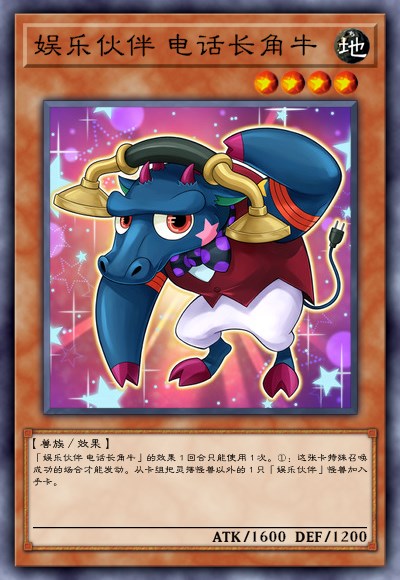 娱乐伙伴 电话长角牛
地
【兽族／效果】
「娱乐伙伴 电话长角牛」的效果1回合只能使用1次。①：这张卡特殊召唤
成功的场合才能发动。从卡组把灵摆怪兽以外的1只「娱乐伙伴」怪兽加入
手卡。
ATK/1600 DEF/1200